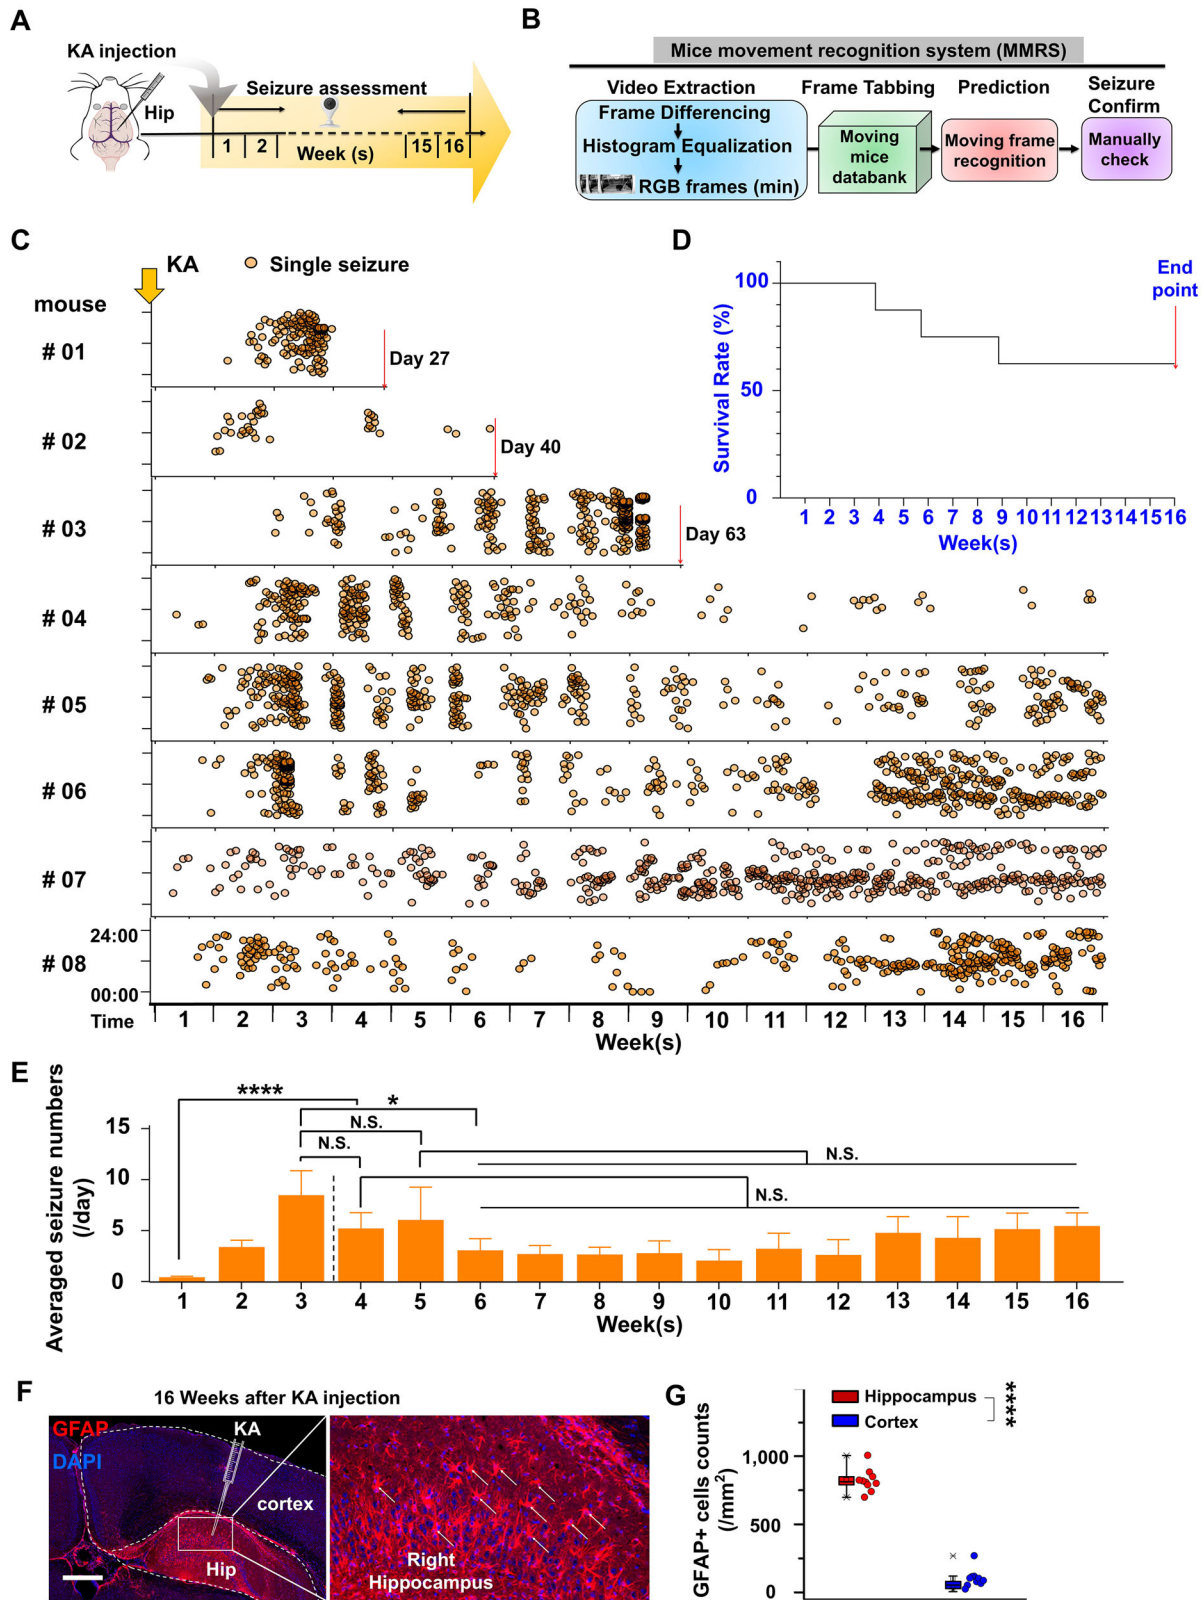 A
KA injection
Hip
Seizure assessment
1 2 Week (s) 15 16
B
Mice movement recognition system (MMRS)
Video Extraction
Frame Differencing
Histogram Equalization
RGB frames (min)
Frame Tabbing
Moving
mice
databank
Prediction
Moving frame
recognition
Seizure
Confirm
Manually
check
C
KA
Single seizure
mouse
# 01
Day 27
# 02
Day 40
# 03
Day 63
# 04
# 05
# 06
# 07
# 08
24:00
00:00
Time
1 2 3 4 5 6 7 8 9 10 11 12 13 14 15 16
Week(s)
D
Survival Rate (%)
100
50
0
End
point
1 2 3 4 5 6 7 8 9 10 11 12 13 14 15 16
Week(s)
E
Averaged seizure numbers
(/day)
15
10
5
0
****
*
N.S.
N.S.
N.S.
N.S.
1 2 3 4 5 6 7 8 9 10 11 12 13 14 15 16
Week(s)
F
16 Weeks after KA injection
GFAP
DAPI
KA
cortex
Hip
Right
Hippocampus
G
Hippocampus
Cortex
****
GFAP+ cells counts
(/mm²)
1,000
500
0